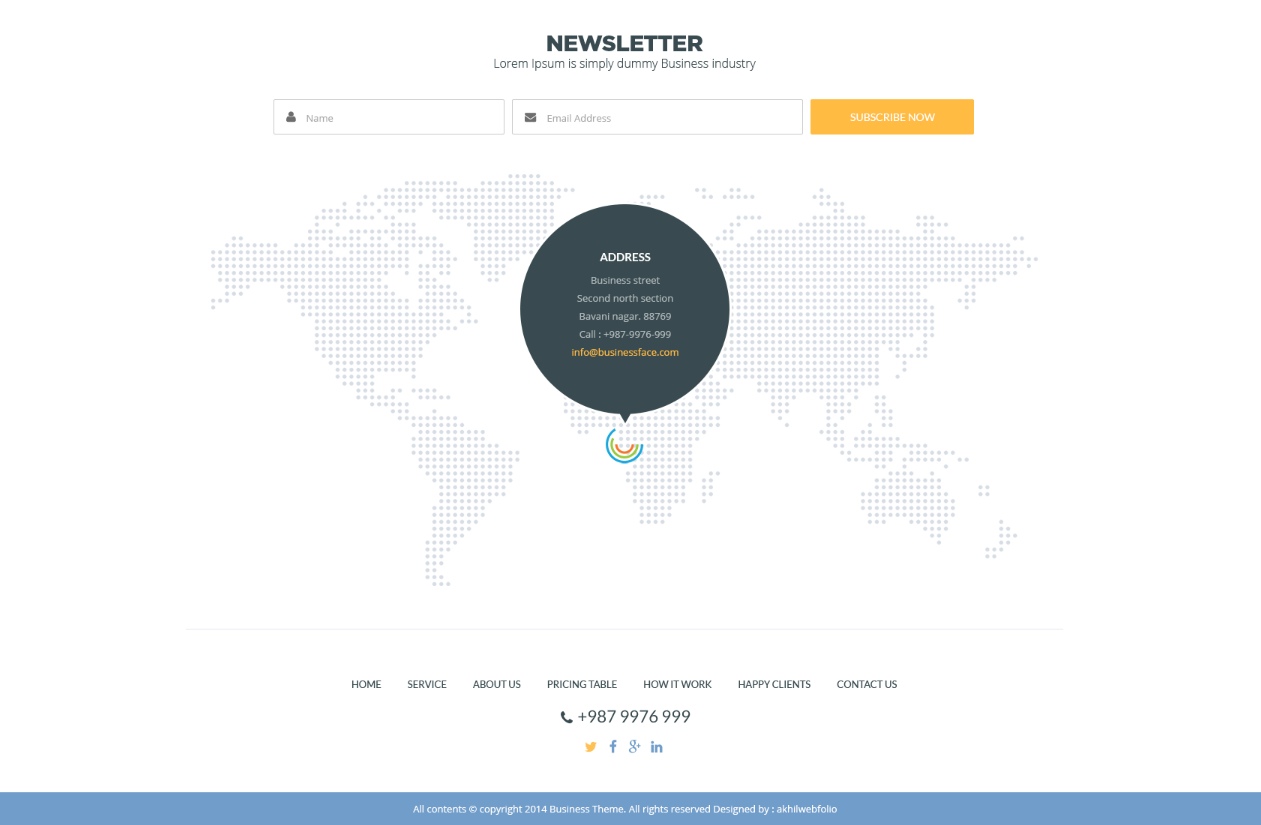 NEWSLETTER
Lorem Ipsum is simply dummy Business industry
Name
Email Address
SUBSCRIBE NOW
ADDRESS
Business street
Second north section
Bavani nagar. 88769
Call : +987-9976-999
info@businessface.com
HOME SERVICE ABOUT US PRICING TABLE HOW IT WORK HAPPY CLIENTS CONTACT US
+987 9976 999
All contents © copyright 2014 Business Theme. All rights reserved Designed by : akhilwebfolio